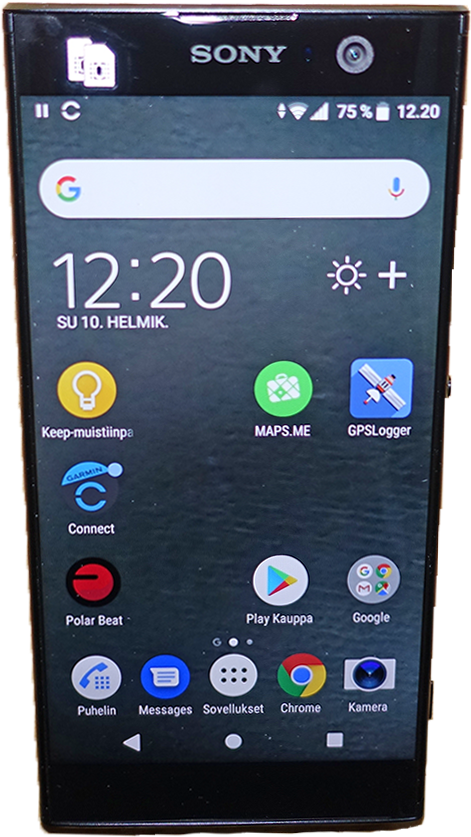 SONY
75 % 12.20
12:20
SU 10. HELMIK.
Keep-muistiinpa
MAPS.ME
GPSLogger
GARMIN
Connect
Polar Beat
Play Kauppa
Google
Puhelin
Messages
Sovellukset
Chrome
Kamera